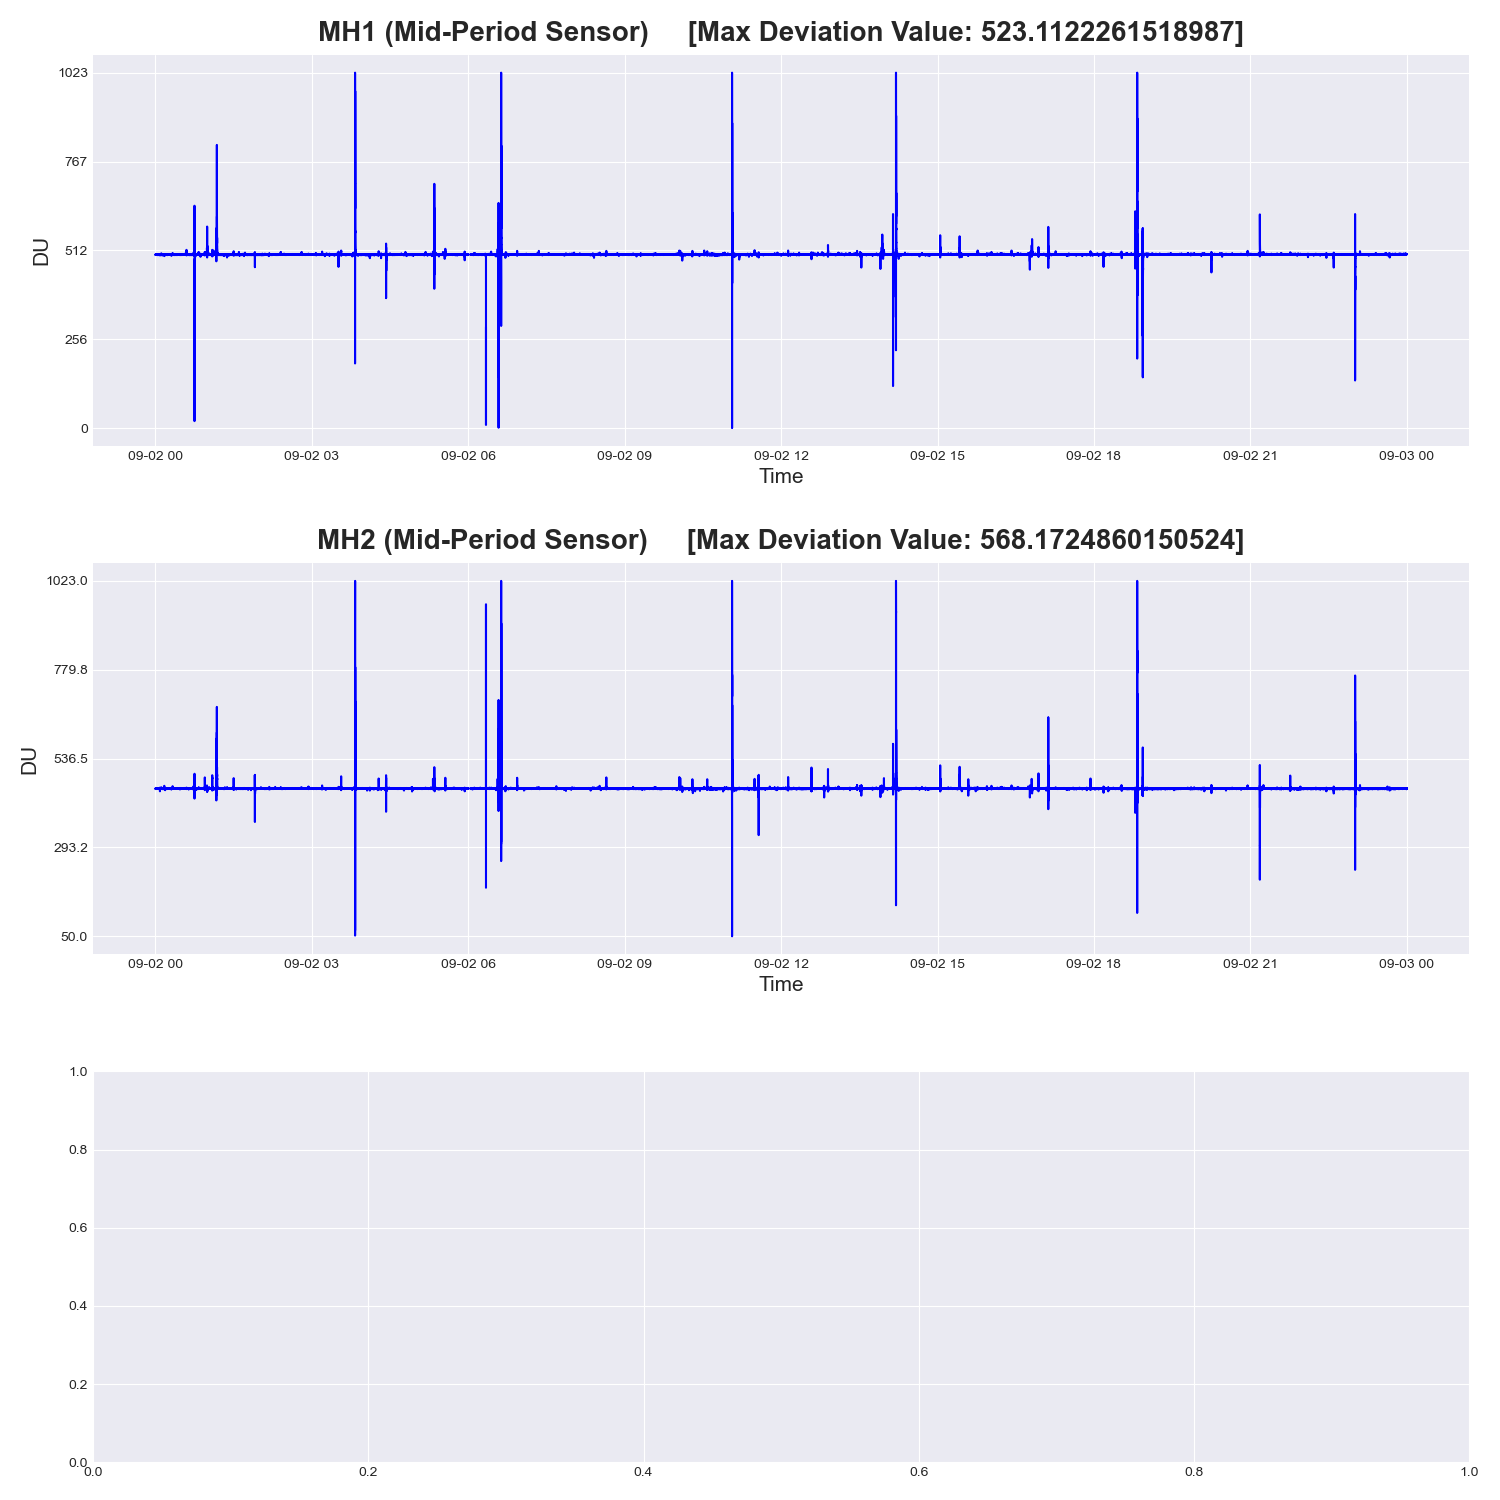 MH1 (Mid-Period Sensor) [Max Deviation Value: 523.1122261518987]
1023
767
512
256
0
DU
09-02 00 09-02 03 09-02 06 09-02 09 09-02 12 09-02 15 09-02 18 09-02 21 09-03 00
Time
MH2 (Mid-Period Sensor) [Max Deviation Value: 568.1724860150524]
1023.0
779.8
536.5
293.2
50.0
DU
09-02 00 09-02 03 09-02 06 09-02 09 09-02 12 09-02 15 09-02 18 09-02 21 09-03 00
Time
1.0
0.8
0.6
0.4
0.2
0.0
0.0 0.2 0.4 0.6 0.8 1.0